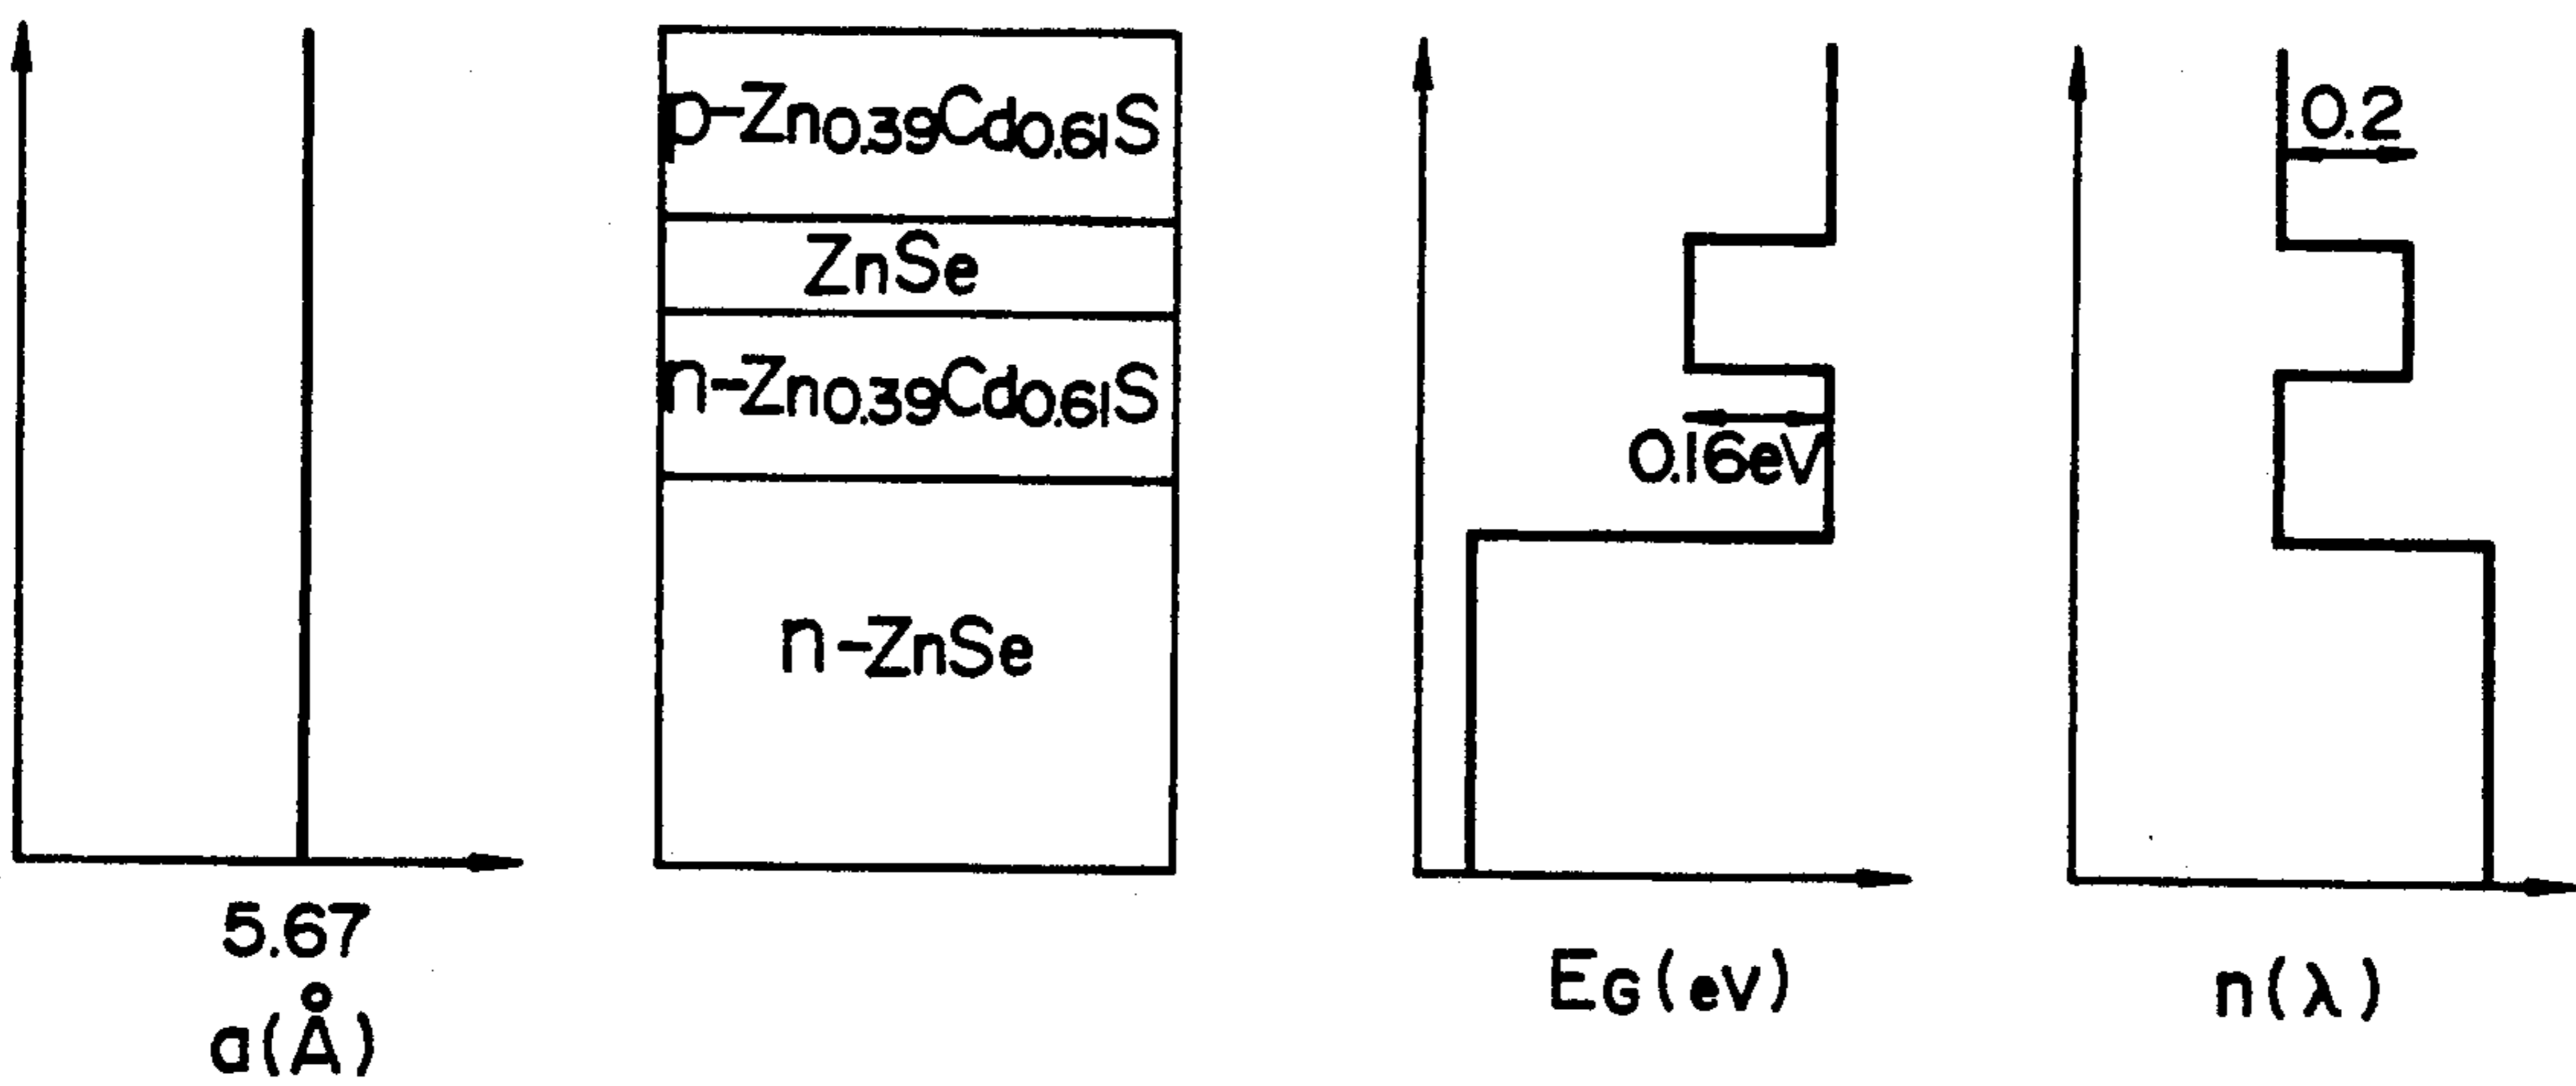 p-Zn0.39Cd0.61S
ZnSe
n-Zn0.39Cd0.61S
n-ZnSe
5.67
a(Å)
0.16eV
EG(eV)
0.2
n(λ)